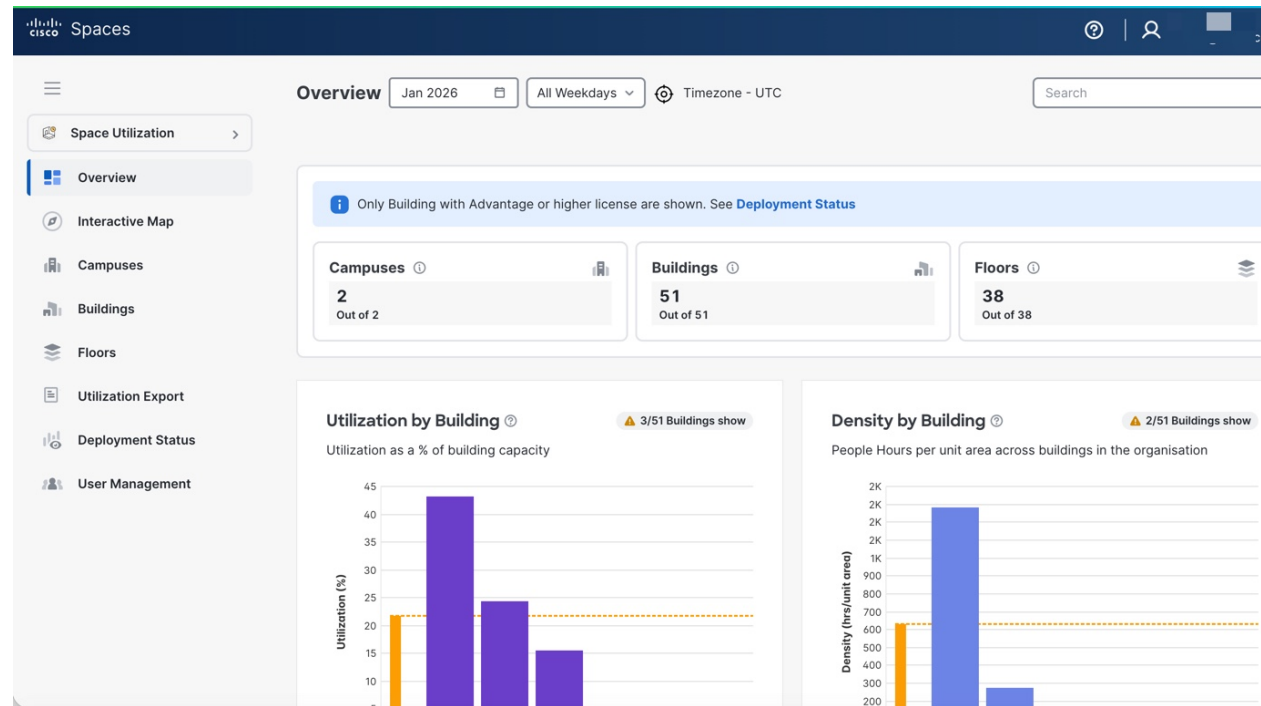 cisco Spaces
Overview
Jan 2026
All Weekdays
Timezone - UTC
Search
Space Utilization
Overview
Interactive Map
Campuses
Buildings
Floors
Utilization Export
Deployment Status
User Management
Only Building with Advantage or higher license are shown. See Deployment Status
Campuses
2
Out of 2
Buildings
51
Out of 51
Floors
38
Out of 38
Utilization by Building
3/51 Buildings show
Utilization as a % of building capacity
Utilization (%)
45
40
35
30
25
20
15
10
Density by Building
2/51 Buildings show
People Hours per unit area across buildings in the organisation
Density (hrs/unit area)
2K
2K
2K
2K
1K
900
800
700
600
500
400
300
200